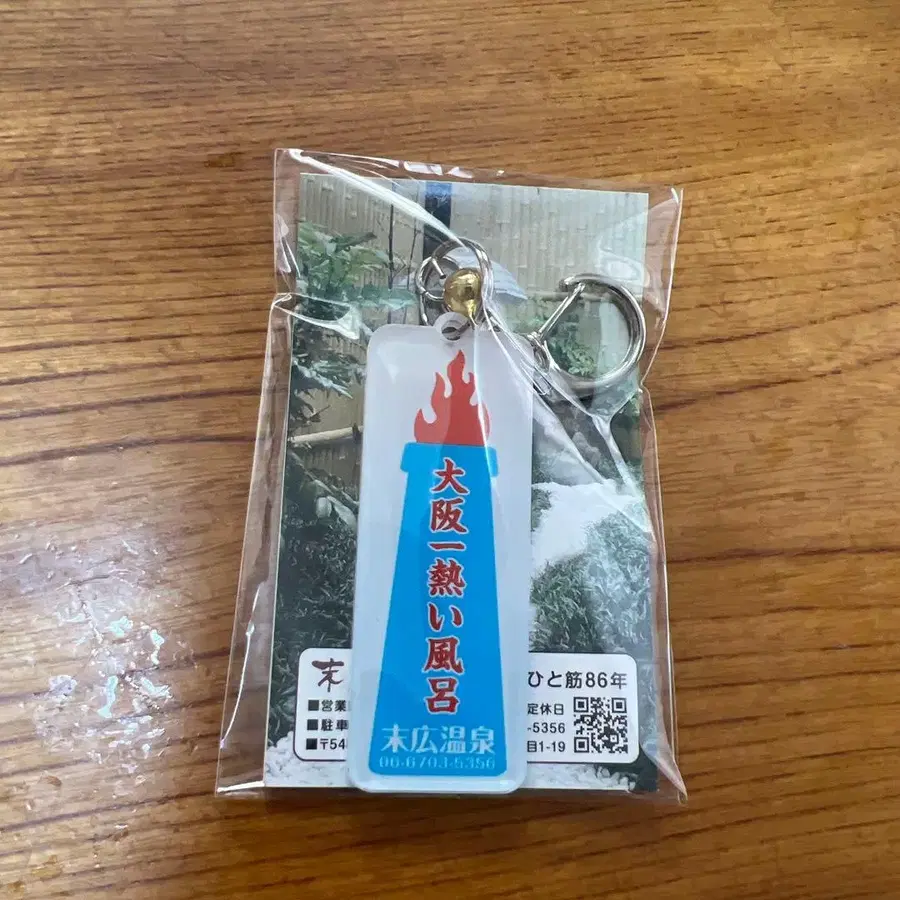 大阪一熱い風呂
末広温泉
06-6703-5356
末
ひと筋86年
■営業
定休日
■駐車
-5356
■〒54
目1-19